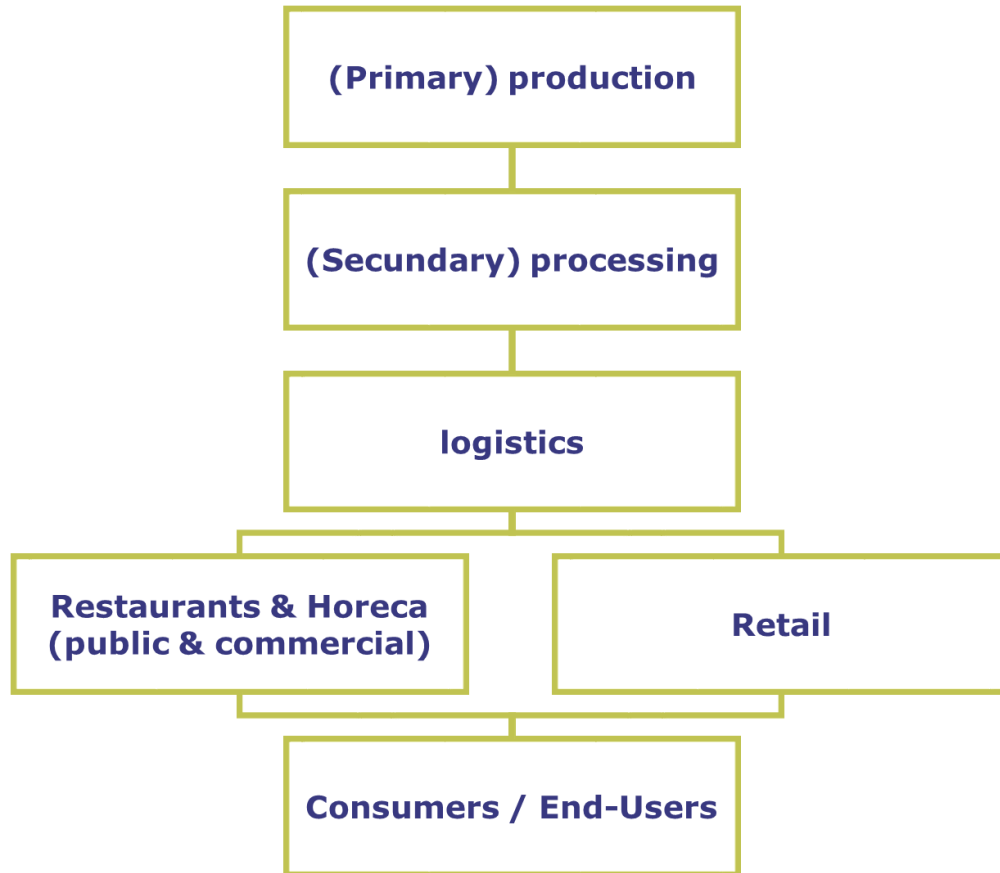 (Primary) production
(Secundary) processing
logistics
Restaurants & Horeca
(public & commercial)
Retail
Consumers / End-Users